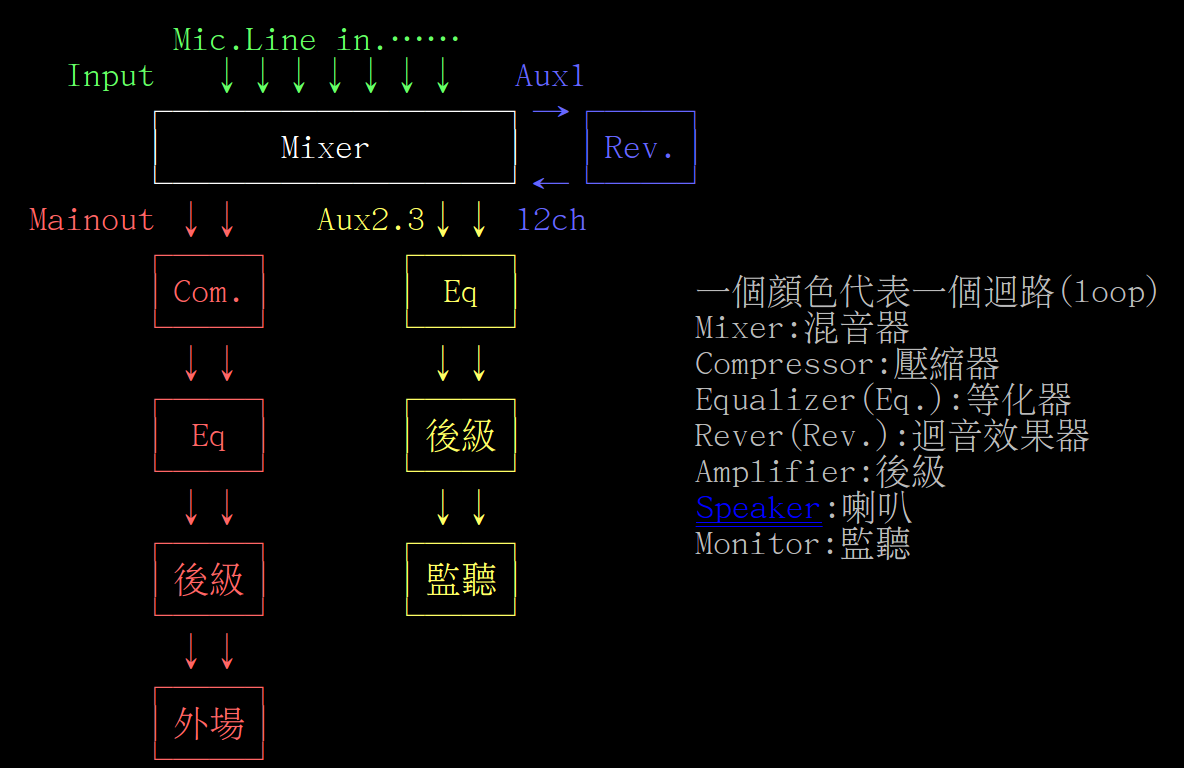 Mic.Line in.……
Input ↓ ↓ ↓ ↓ ↓ ↓ ↓ Aux1
→
Mixer Rev.
←
Mainout ↓ ↓ Aux2.3 ↓ ↓ 12ch
Com. Eq
↓ ↓ ↓ ↓
Eq 後級
↓ ↓ ↓ ↓
後級 監聽
↓ ↓
外場
一個顏色代表一個迴路(loop)
Mixer:混音器
Compressor:壓縮器
Equalizer(Eq.):等化器
Rever(Rev.):迴音效果器
Amplifier:後級
Speaker:喇叭
Monitor:監聽